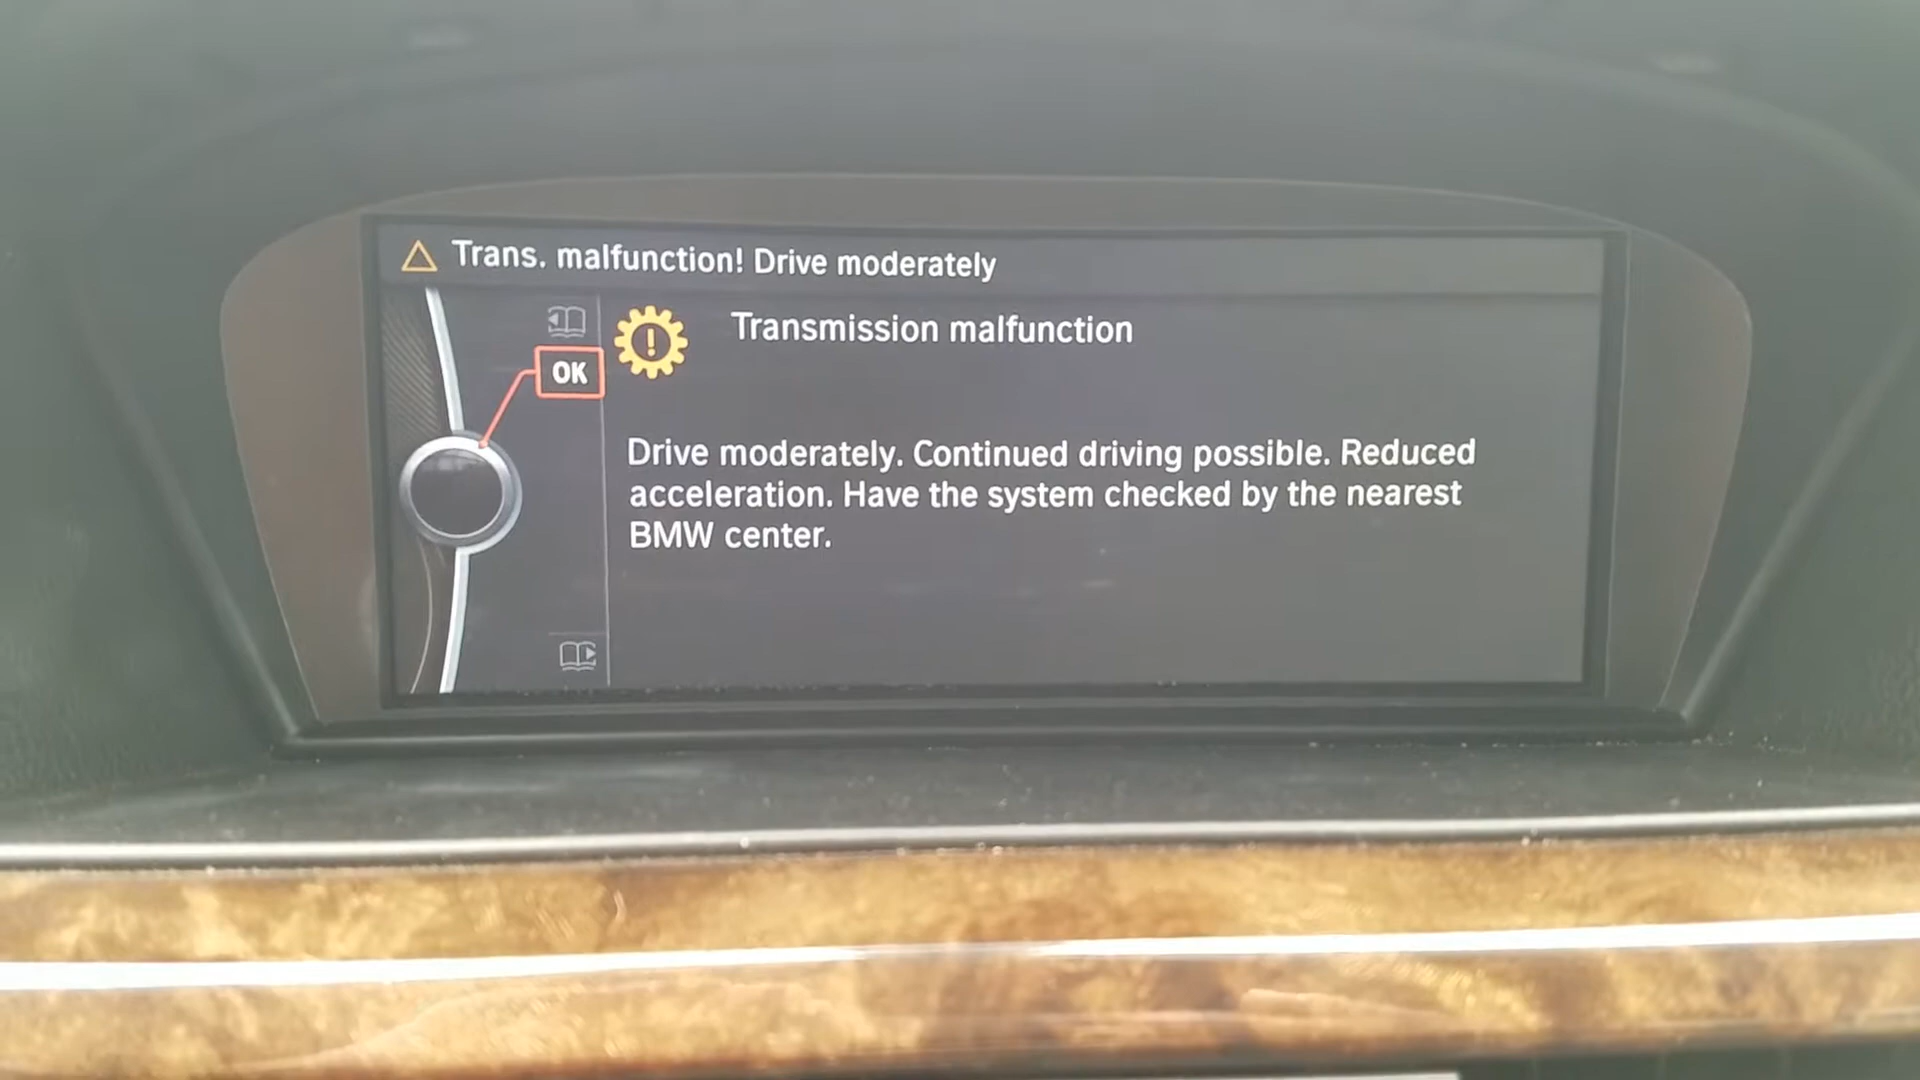 Trans. malfunction! Drive moderately
Transmission malfunction
OK
Drive moderately. Continued driving possible. Reduced
acceleration. Have the system checked by the nearest
BMW center.